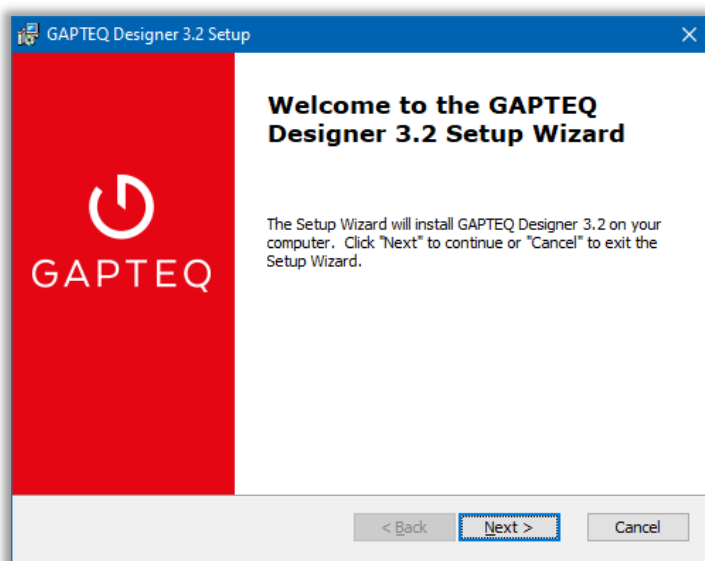 GAPTEQ Designer 3.2 Setup
Welcome to the GAPTEQ
Designer 3.2 Setup Wizard
GAPTEQ
The Setup Wizard will install GAPTEQ Designer 3.2 on your
computer. Click "Next" to continue or "Cancel" to exit the
Setup Wizard.
< Back Next > Cancel